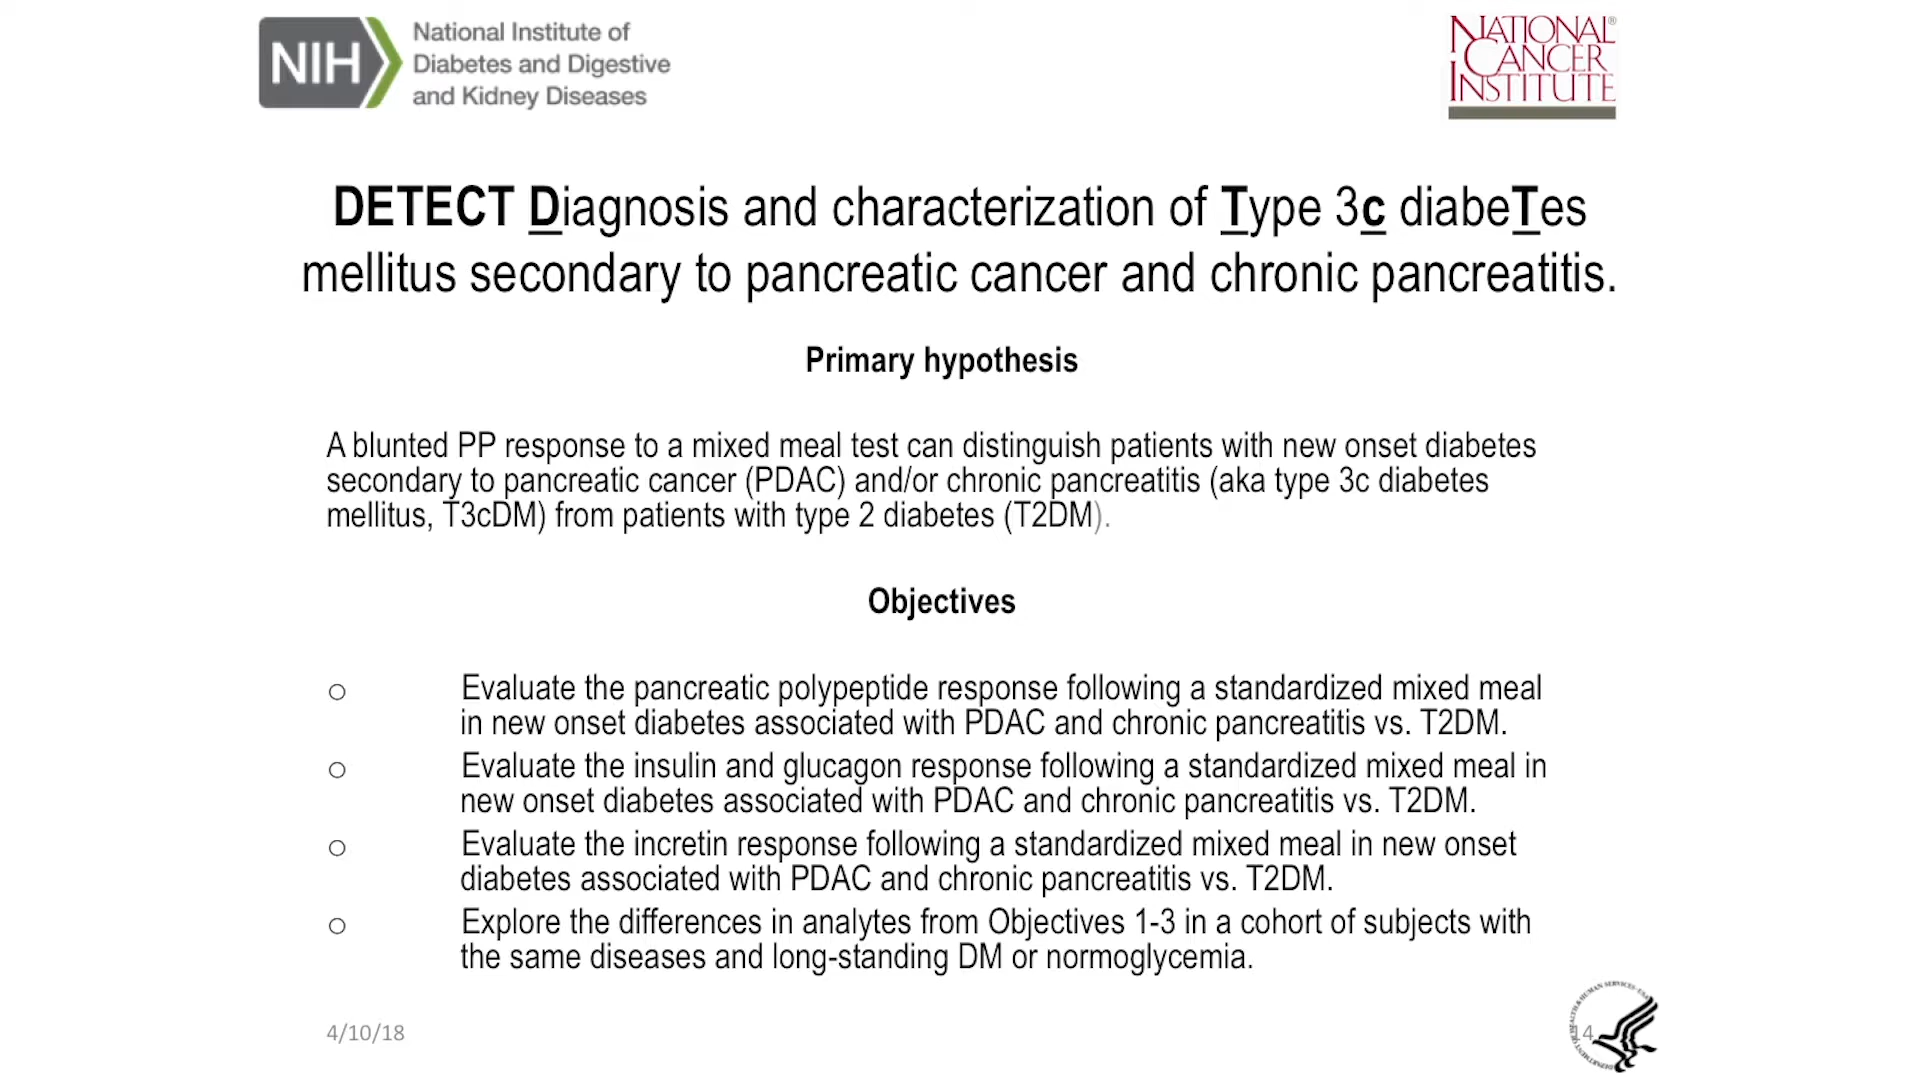 NIH National Institute of
Diabetes and Digestive
and Kidney Diseases
NATIONAL®
CANCER
INSTITUTE
DETECT Diagnosis and characterization of Type 3c diabeTes
mellitus secondary to pancreatic cancer and chronic pancreatitis.
Primary hypothesis
A blunted PP response to a mixed meal test can distinguish patients with new onset diabetes
secondary to pancreatic cancer (PDAC) and/or chronic pancreatitis (aka type 3c diabetes
mellitus, T3cDM) from patients with type 2 diabetes (T2DM).
Objectives
○ Evaluate the pancreatic polypeptide response following a standardized mixed meal
in new onset diabetes associated with PDAC and chronic pancreatitis vs. T2DM.
○ Evaluate the insulin and glucagon response following a standardized mixed meal in
new onset diabetes associated with PDAC and chronic pancreatitis vs. T2DM.
○ Evaluate the incretin response following a standardized mixed meal in new onset
diabetes associated with PDAC and chronic pancreatitis vs. T2DM.
○ Explore the differences in analytes from Objectives 1-3 in a cohort of subjects with
the same diseases and long-standing DM or normoglycemia.
4/10/18